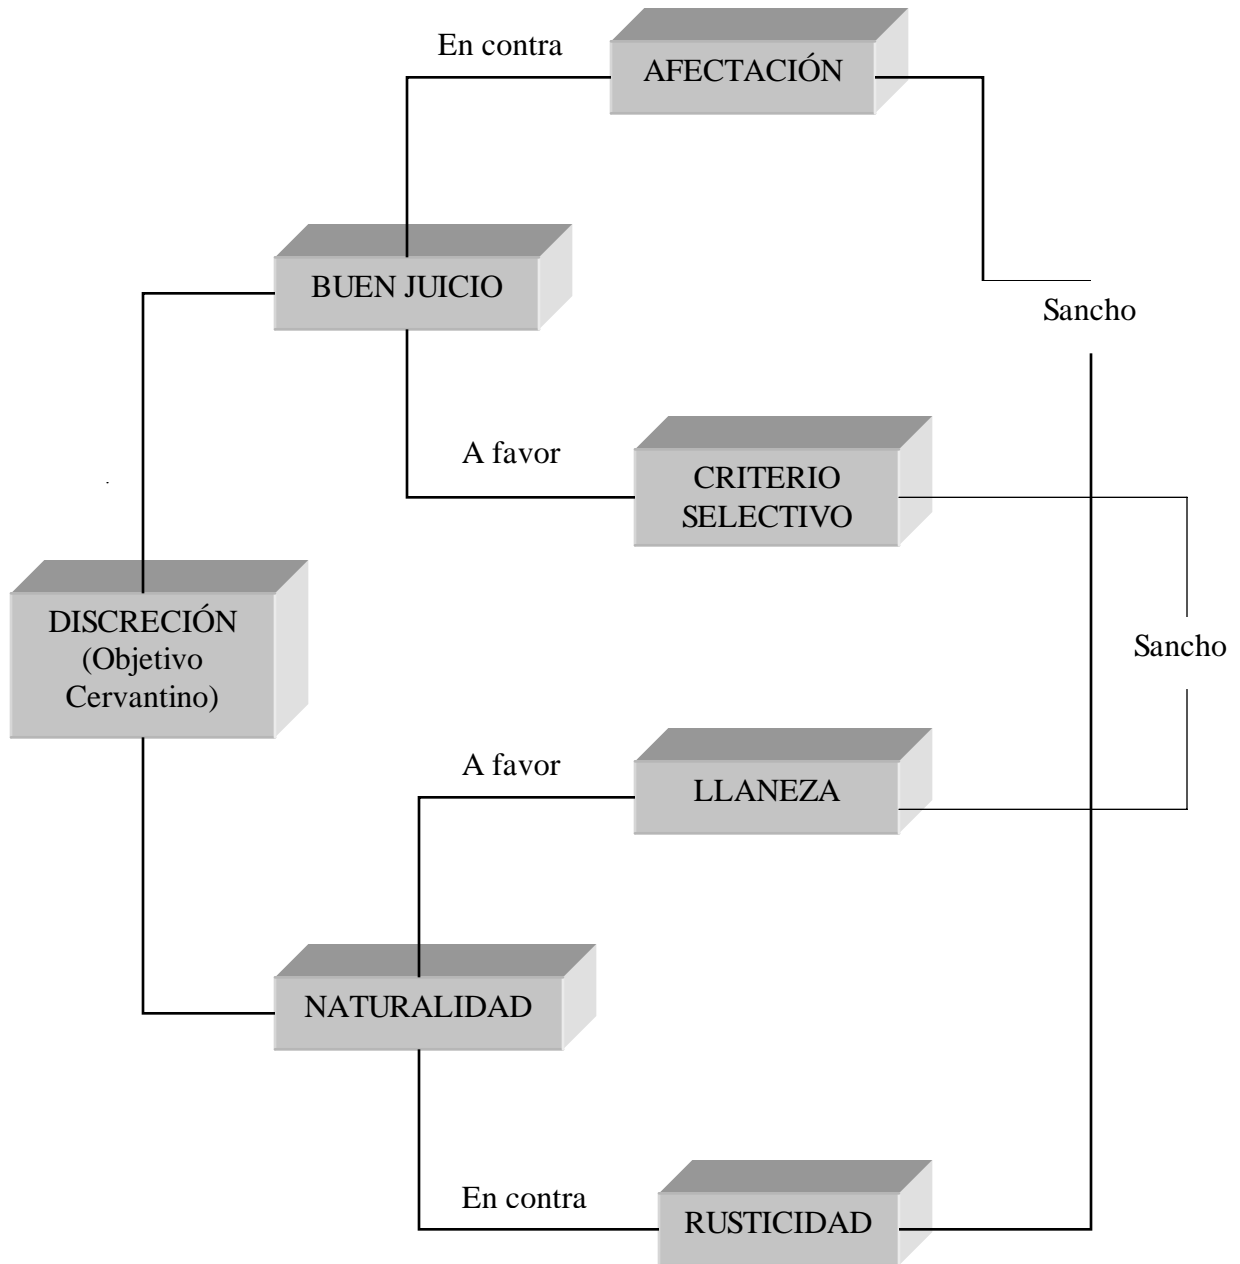 En contra
AFECTACIÓN
BUEN JUICIO
Sancho
A favor
CRITERIO
SELECTIVO
DISCRECIÓN
(Objetivo
Cervantino)
Sancho
A favor
LLANEZA
NATURALIDAD
En contra
RUSTICIDAD